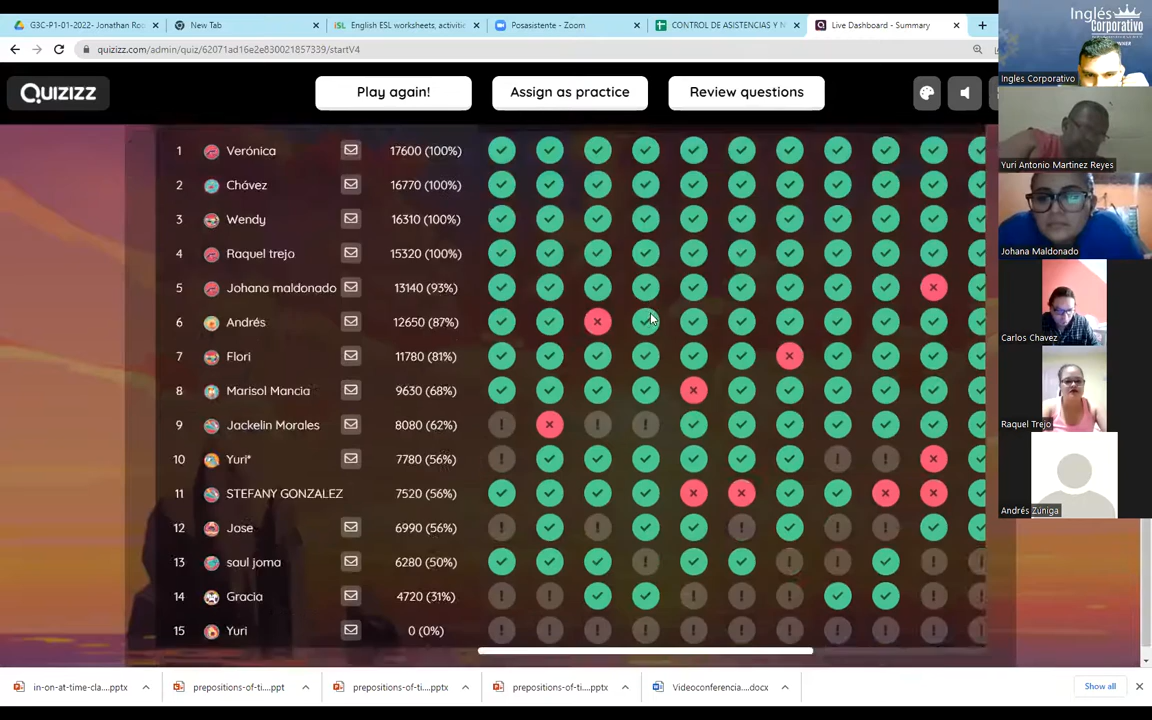 G3C-P1-01-2022- Jonathan Ro
New Tab
iSL English ESL worksheets, activitie
Posasistente - Zoom
CONTROL DE ASISTENCIAS Y N
Live Dashboard - Summary
quizizz.com/admin/quiz/62071ad16e2e830021857339/startV4
Quizizz
Play again!
Assign as practice
Review questions
1 Verónica 17600 (100%)
2 Chávez 16770 (100%)
3 Wendy 16310 (100%)
4 Raquel trejo 15320 (100%)
5 Johana maldonado 13140 (93%)
6 Andrés 12650 (87%)
7 Flori 11780 (81%)
8 Marisol Mancia 9630 (68%)
9 Jackelin Morales 8080 (62%)
10 Yuri* 7780 (56%)
11 STEFANY GONZALEZ 7520 (56%)
12 Jose 6990 (56%)
13 saul joma 6280 (50%)
14 Gracia 4720 (31%)
15 Yuri 0 (0%)
Inglés
Corporativo
Ingles Corporativo
Yuri Antonio Martinez Reyes
Johana Maldonado
Carlos Chavez
Raquel Trejo
Andrés Zúniga
in-on-at-time-cla....pptx
prepositions-of-ti....ppt
prepositions-of-ti....pptx
prepositions-of-ti....pptx
Videoconferencia....docx
Show all